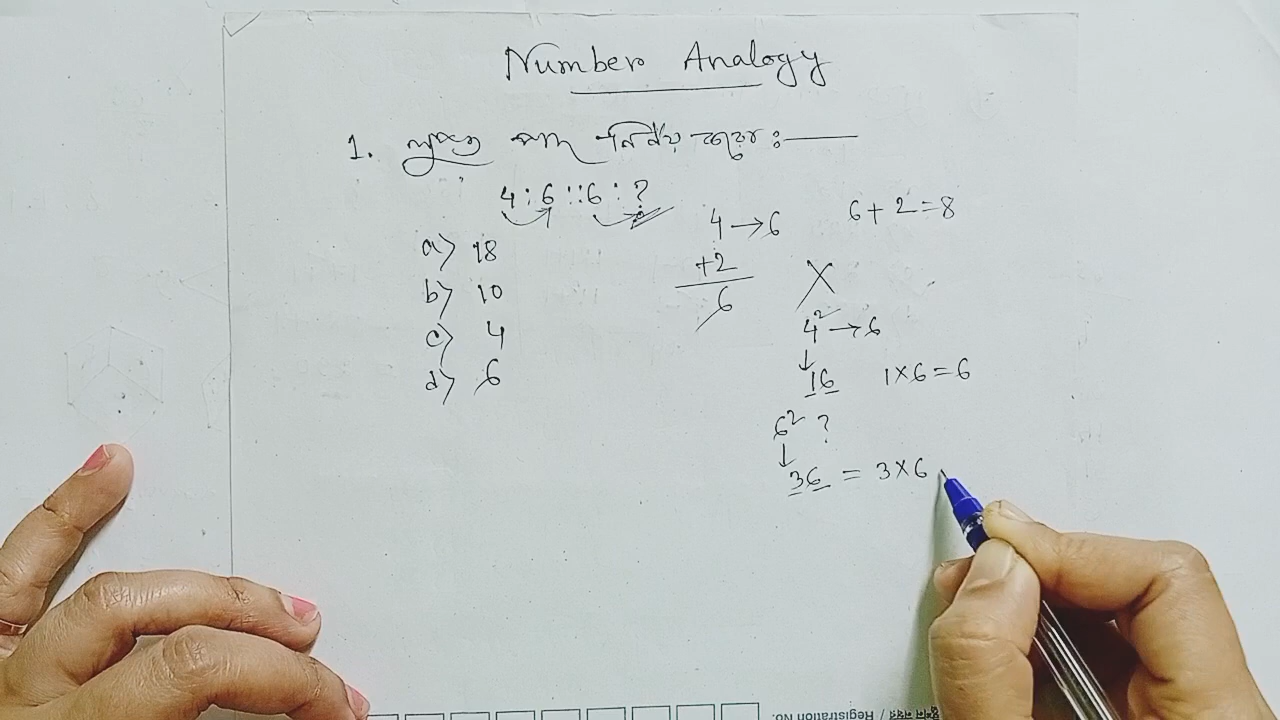 Number Analogy
1. লুপ্ত পদ নির্ণয় করোঃ——
4 : 6 :: 6 : ?
a> 18
b> 10
c> 4
d> 6
4 → 6
+2
6
6 + 2 = 8
X
4² → 6
↓
16 1 × 6 = 6
6² ?
↓
36 = 3 × 6
/ Registration No.